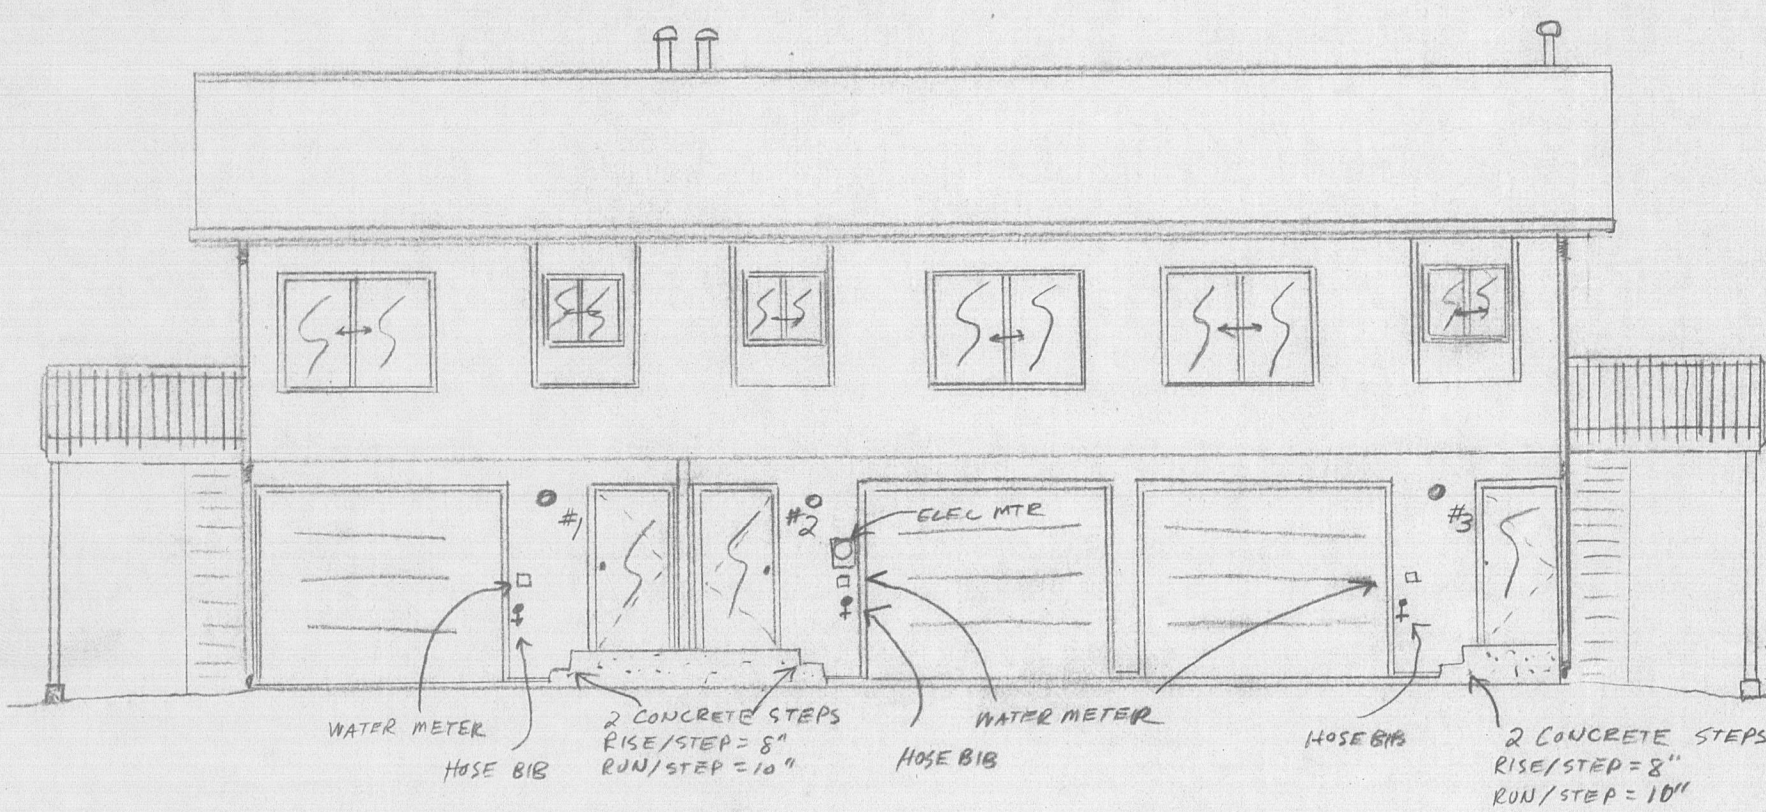 #1
#2
ELEC MTR
#3
WATER METER
HOSE BIB
2 CONCRETE STEPS
RISE/STEP = 8"
RUN/STEP = 10"
HOSE BIB
WATER METER
HOSE BIB
2 CONCRETE STEPS
RISE/STEP = 8"
RUN/STEP = 10"